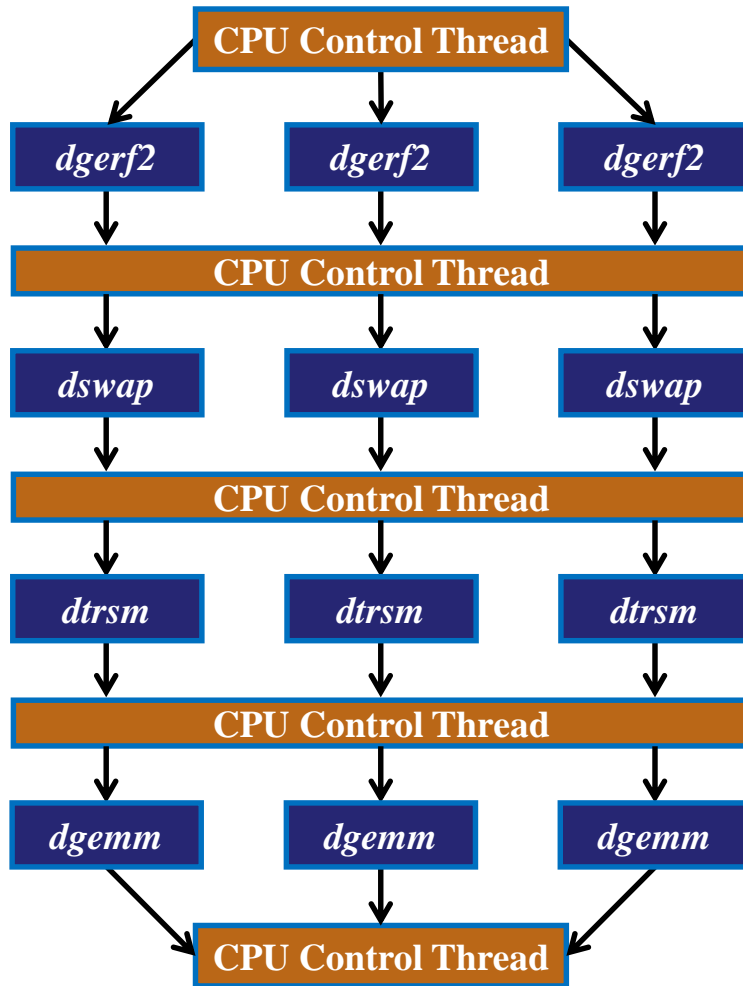 CPU Control Thread
dgerf2
dgerf2
dgerf2
CPU Control Thread
dswap
dswap
dswap
CPU Control Thread
dtrsm
dtrsm
dtrsm
CPU Control Thread
dgemm
dgemm
dgemm
CPU Control Thread